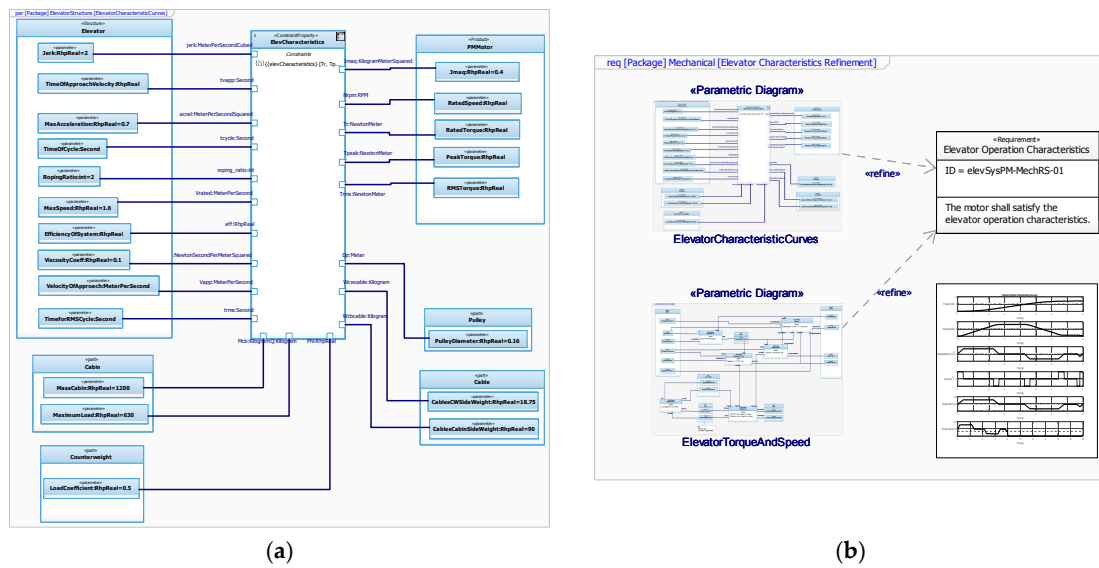 par [Package] ElevatorStructure [ElevatorCharacteristicCurves]
«Structure»
Elevator
«parameter»
Jerk:RhpReal=2
«parameter»
TimeOfApproachVelocity:RhpReal
«parameter»
MaxAcceleration:RhpReal=0.7
«parameter»
TimeOfCycle:Second
«parameter»
RopingRatio:int=2
«parameter»
MaxSpeed:RhpReal=1.6
«parameter»
EfficiencyOfSystem:RhpReal
«parameter»
ViscosityCoeff:RhpReal=0.1
«parameter»
VelocityOfApproach:MeterPerSecond
«parameter»
TimeforRMSCycle:Second
jerk:MeterPerSecondCubes
tvapp:Second
accel:MeterPerSecondSquared
tcycle:Second
roping_ratio:int
Vrated:MeterPerSecond
eff:RhpReal
:NewtonSecondPerMeterSquared
Vapp:MeterPerSecond
trms:Second
1 «ConstraintProperty»
ElevCharacteristics
Constraints
{{elevCharacteristics} [Tr, Tp...
Jmaq:KilogramMeterSquared
Nrpm:RPM
Tr:NewtonMeter
Tpeak:NewtonMeter
Trms:NewtonMeter
Dp:Meter
Wcwcable:Kilogram
Wcbcable:Kilogram
Mcb:Kilogram
Q:Kilogram
Phi:RhpReal
«Product»
PMMotor
«parameter»
Jmaq:RhpReal=0.4
«parameter»
RatedSpeed:RhpReal
«parameter»
RatedTorque:RhpReal
«parameter»
PeakTorque:RhpReal
«parameter»
RMSTorque:RhpReal
«part»
Pulley
«parameter»
PulleyDiameter:RhpReal=0.16
«part»
Cable
«parameter»
CablesCWSideWeight:RhpReal=18.75
«parameter»
CablesCabinSideWeight:RhpReal=90
«part»
Cabin
«parameter»
MassCabin:RhpReal=1200
«parameter»
MaximumLoad:RhpReal=630
«part»
Counterweight
«parameter»
LoadCoefficient:RhpReal=0.5
(a)
req [Package] Mechanical [Elevator Characteristics Refinement]
«Parametric Diagram»
ElevatorCharacteristicCurves
«refine»
«Parametric Diagram»
ElevatorTorqueAndSpeed
«refine»
«Requirement»
Elevator Operation Characteristics
ID = elevSysPM-MechRS-01
The motor shall satisfy the
elevator operation characteristics.
(b)